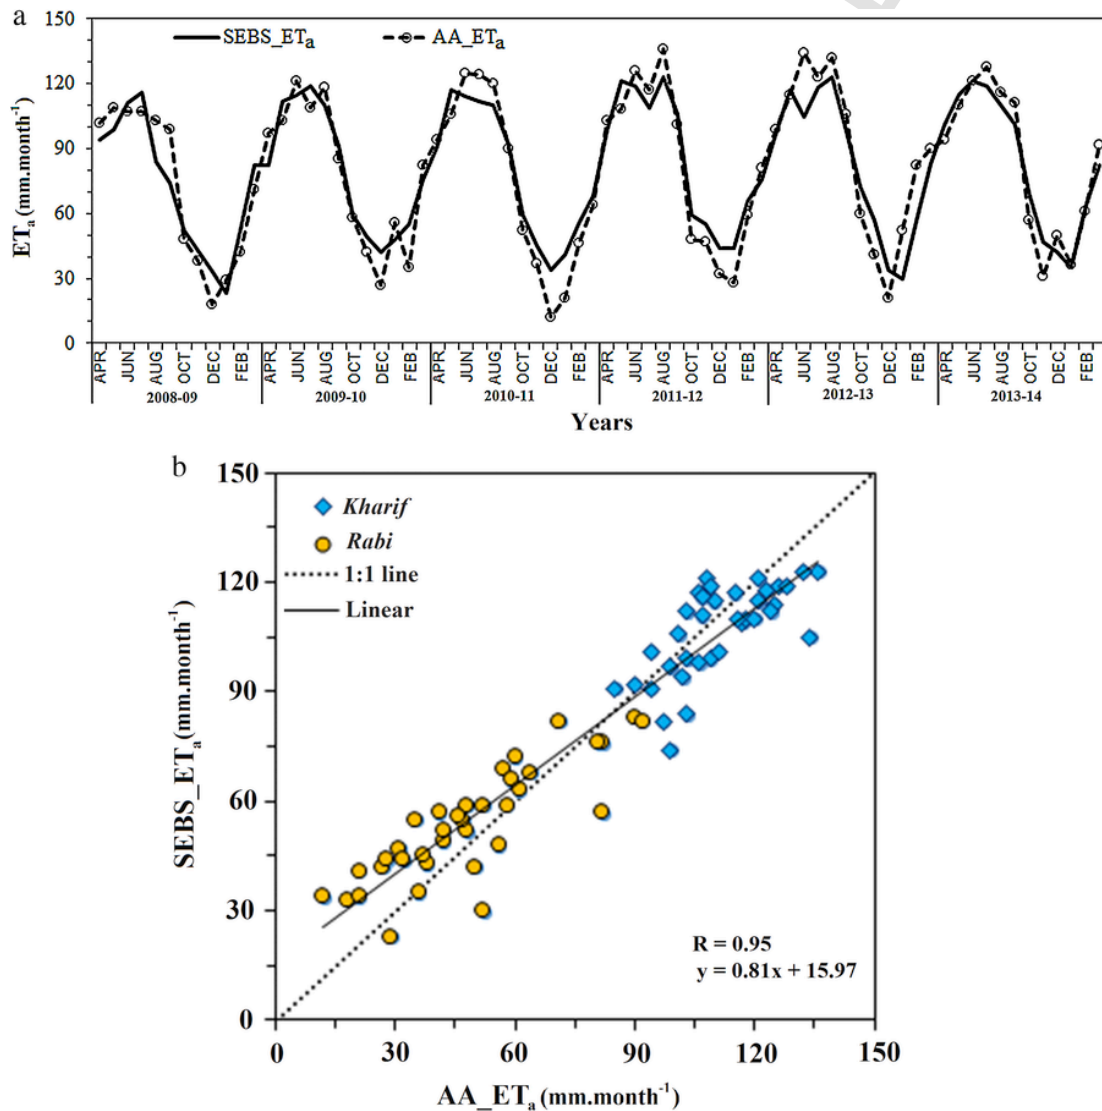 a
150
120
90
60
30
0
ETa (mm.month-1)
SEBS_ETa
AA_ETa
APR JUN AUG OCT DEC FEB APR JUN AUG OCT DEC FEB APR JUN AUG OCT DEC FEB APR JUN AUG OCT DEC FEB APR JUN AUG OCT DEC FEB APR JUN AUG OCT DEC FEB
2008-09 2009-10 2010-11 2011-12 2012-13 2013-14
Years
b
150
120
90
60
30
0
SEBS_ETa (mm.month-1)
Kharif
Rabi
1:1 line
Linear
R = 0.95
y = 0.81x + 15.97
0 30 60 90 120 150
AA_ETa (mm.month-1)